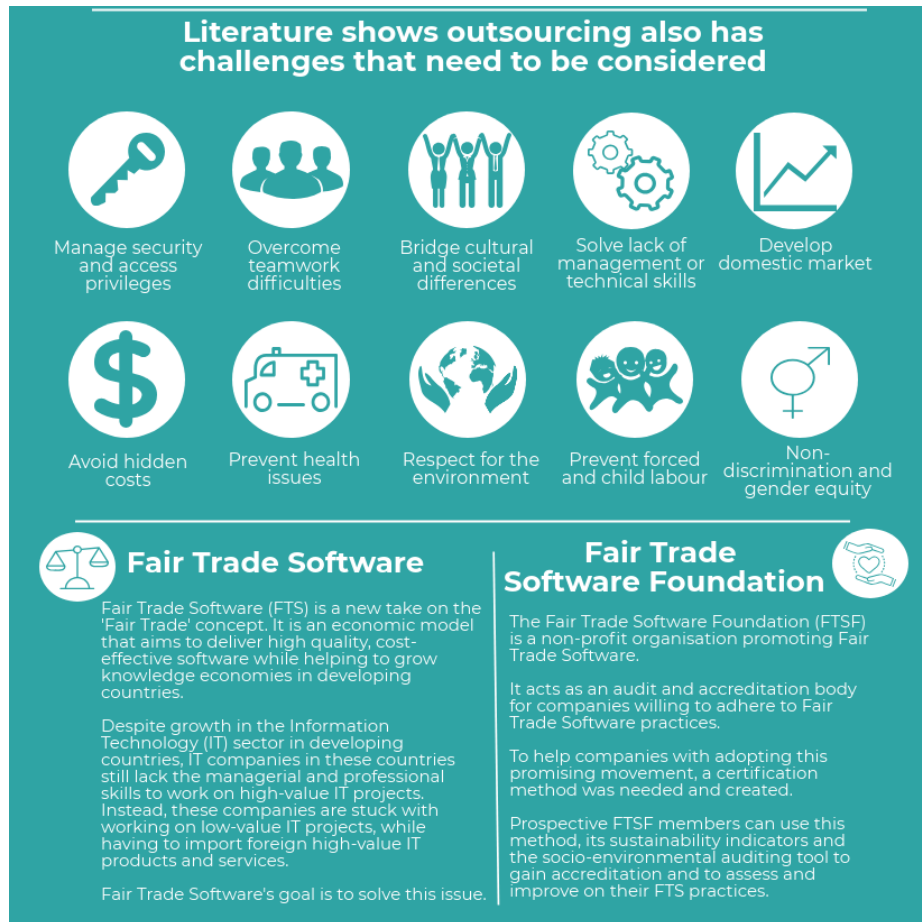 Literature shows outsourcing also has
challenges that need to be considered
Manage security
and access
privileges
Overcome
teamwork
difficulties
Bridge cultural
and societal
differences
Solve lack of
management or
technical skills
Develop
domestic market
Avoid hidden
costs
Prevent health
issues
Respect for the
environment
Prevent forced
and child labour
Non-
discrimination and
gender equity
Fair Trade Software
Fair Trade Software (FTS) is a new take on the
'Fair Trade' concept. It is an economic model
that aims to deliver high quality, cost-
effective software while helping to grow
knowledge economies in developing
countries.
Despite growth in the Information
Technology (IT) sector in developing
countries, IT companies in these countries
still lack the managerial and professional
skills to work on high-value IT projects.
Instead, these companies are stuck with
working on low-value IT projects, while
having to import foreign high-value IT
products and services.
Fair Trade Software's goal is to solve this issue.
Fair Trade
Software Foundation
The Fair Trade Software Foundation (FTSF)
is a non-profit organisation promoting Fair
Trade Software.
It acts as an audit and accreditation body
for companies willing to adhere to Fair
Trade Software practices.
To help companies with adopting this
promising movement, a certification
method was needed and created.
Prospective FTSF members can use this
method, its sustainability indicators and
the socio-environmental auditing tool to
gain accreditation and to assess and
improve on their FTS practices.